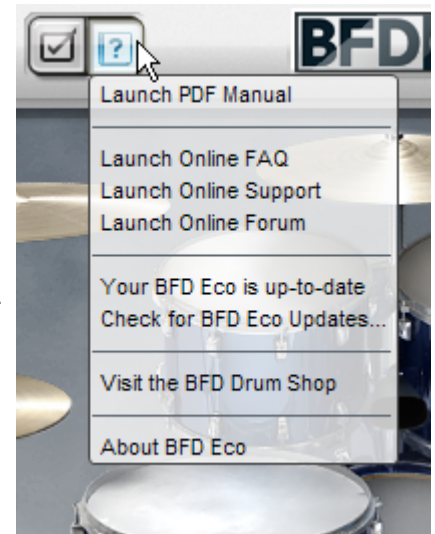 ?
BFD
Launch PDF Manual
Launch Online FAQ
Launch Online Support
Launch Online Forum
Your BFD Eco is up-to-date
Check for BFD Eco Updates...
Visit the BFD Drum Shop
About BFD Eco